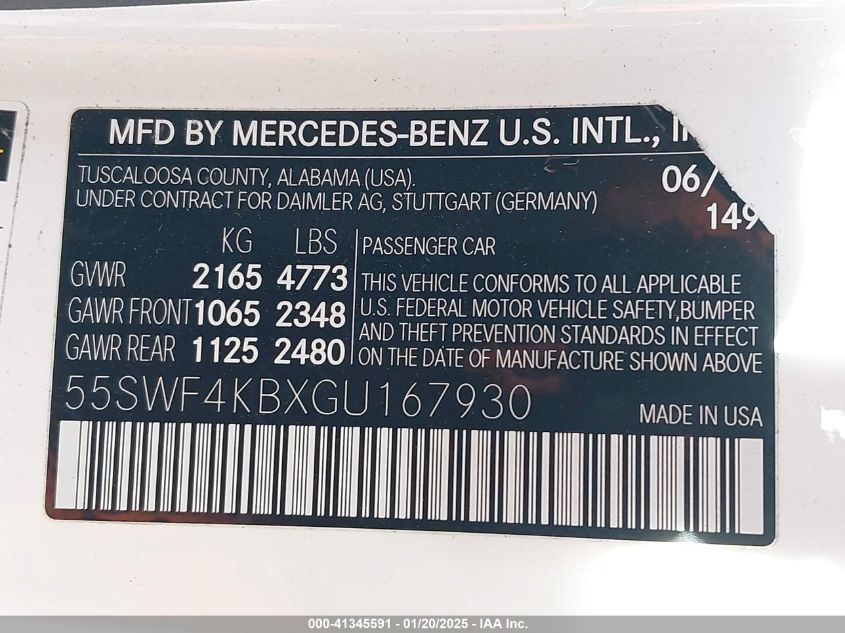 MFD BY MERCEDES-BENZ U.S. INTL.,
TUSCALOOSA COUNTY, ALABAMA (USA). 06/
UNDER CONTRACT FOR DAIMLER AG, STUTTGART (GERMANY) 149
KG LBS
PASSENGER CAR
GVWR 2165 4773
GAWR FRONT 1065 2348
GAWR REAR 1125 2480
THIS VEHICLE CONFORMS TO ALL APPLICABLE
U.S. FEDERAL MOTOR VEHICLE SAFETY,BUMPER
AND THEFT PREVENTION STANDARDS IN EFFECT
ON THE DATE OF MANUFACTURE SHOWN ABOVE
55SWF4KBXGU167930
MADE IN USA
000-41345591 - 01/20/2025 - IAA Inc.